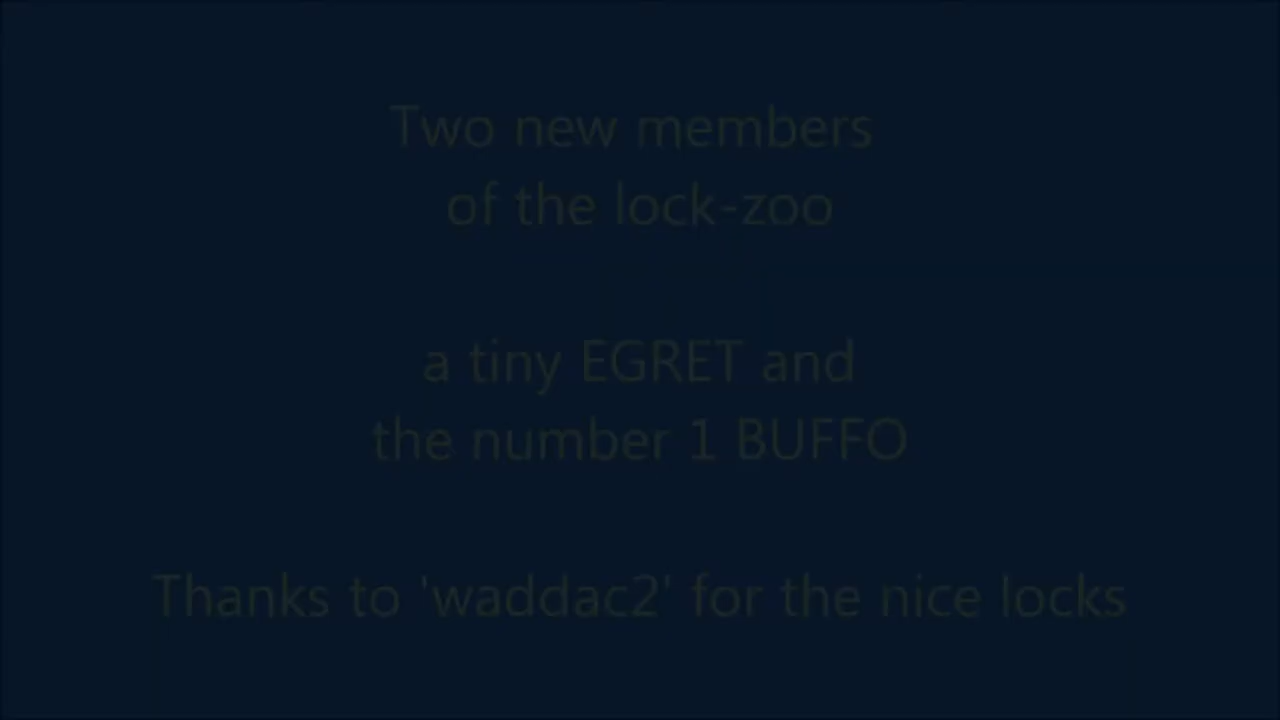 Two new members
of the lock-zoo
a tiny EGRET and
the number 1 BUFFO
Thanks to 'waddac2' for the nice locks